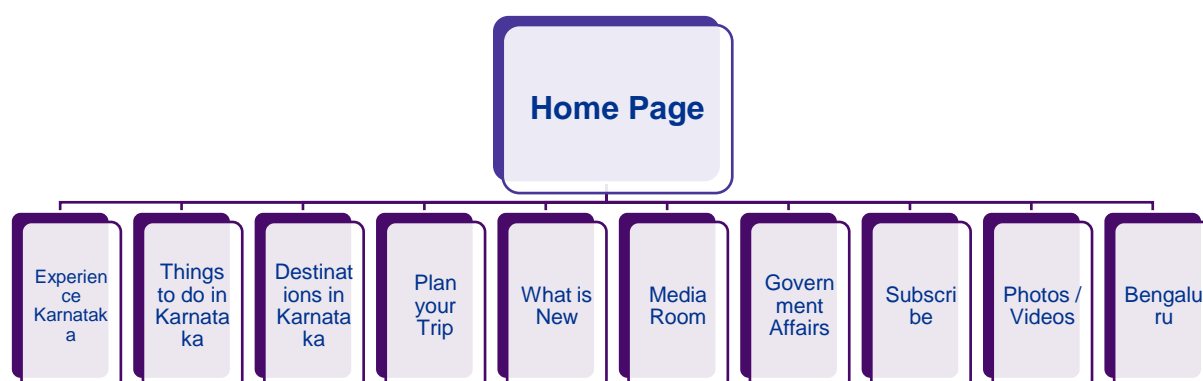 Home Page
Experien
ce
Karnatak
a
Things
to do in
Karnata
ka
Destinat
ions in
Karnata
ka
Plan
your
Trip
What is
New
Media
Room
Govern
ment
Affairs
Subscri
be
Photos /
Videos
Bengalu
ru